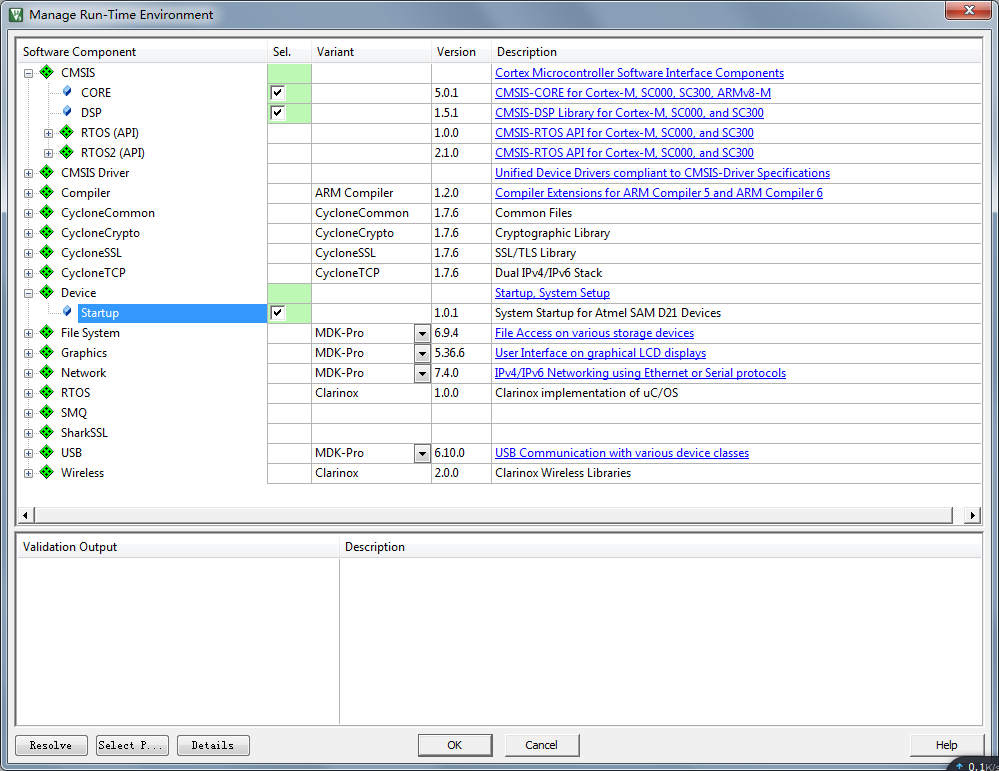 Manage Run-Time Environment
Software Component Sel. Variant Version Description
CMSIS Cortex Microcontroller Software Interface Components
CORE 5.0.1 CMSIS-CORE for Cortex-M, SC000, SC300, ARMv8-M
DSP 1.5.1 CMSIS-DSP Library for Cortex-M, SC000, and SC300
RTOS (API) 1.0.0 CMSIS-RTOS API for Cortex-M, SC000, and SC300
RTOS2 (API) 2.1.0 CMSIS-RTOS API for Cortex-M, SC000, and SC300
CMSIS Driver Unified Device Drivers compliant to CMSIS-Driver Specifications
Compiler ARM Compiler 1.2.0 Compiler Extensions for ARM Compiler 5 and ARM Compiler 6
CycloneCommon CycloneCommon 1.7.6 Common Files
CycloneCrypto CycloneCrypto 1.7.6 Cryptographic Library
CycloneSSL CycloneSSL 1.7.6 SSL/TLS Library
CycloneTCP CycloneTCP 1.7.6 Dual IPv4/IPv6 Stack
Device Startup, System Setup
Startup 1.0.1 System Startup for Atmel SAM D21 Devices
File System MDK-Pro 6.9.4 File Access on various storage devices
Graphics MDK-Pro 5.36.6 User Interface on graphical LCD displays
Network MDK-Pro 7.4.0 IPv4/IPv6 Networking using Ethernet or Serial protocols
RTOS Clarinox 1.0.0 Clarinox implementation of uC/OS
SMQ
SharkSSL
USB MDK-Pro 6.10.0 USB Communication with various device classes
Wireless Clarinox 2.0.0 Clarinox Wireless Libraries
Validation Output Description
Resolve Select P... Details OK Cancel Help
0.1K/s